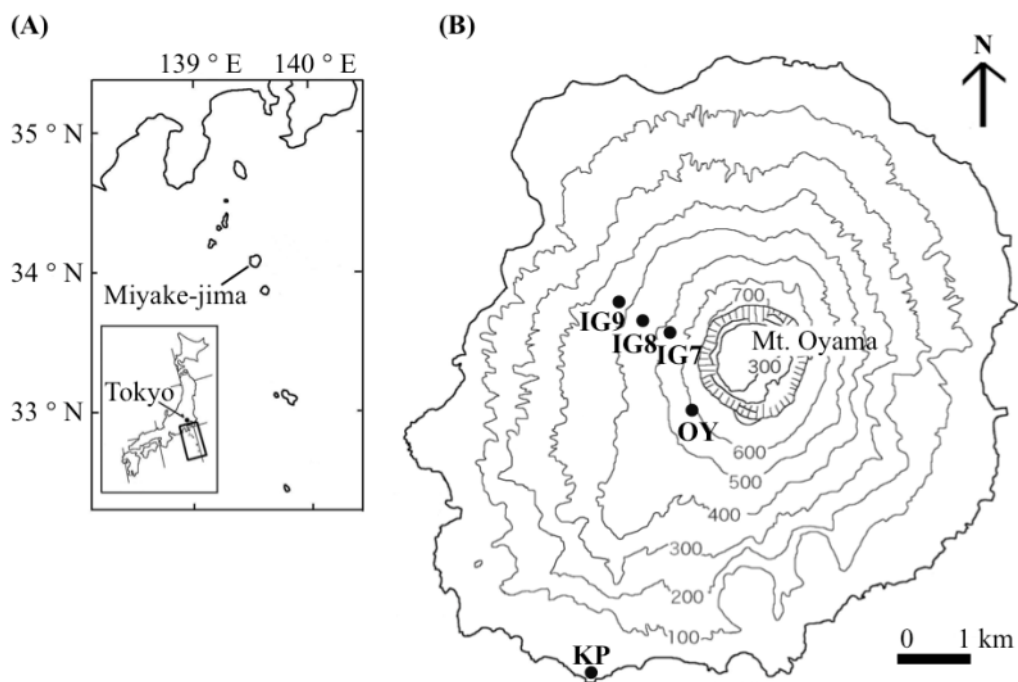 (A)
139 ° E 140 ° E
35 ° N
34 ° N
Miyake-jima
33 ° N
Tokyo
(B)
N
700
IG9
IG8
IG7
Mt. Oyama
300
OY
600
500
400
300
200
100
KP
0 1 km